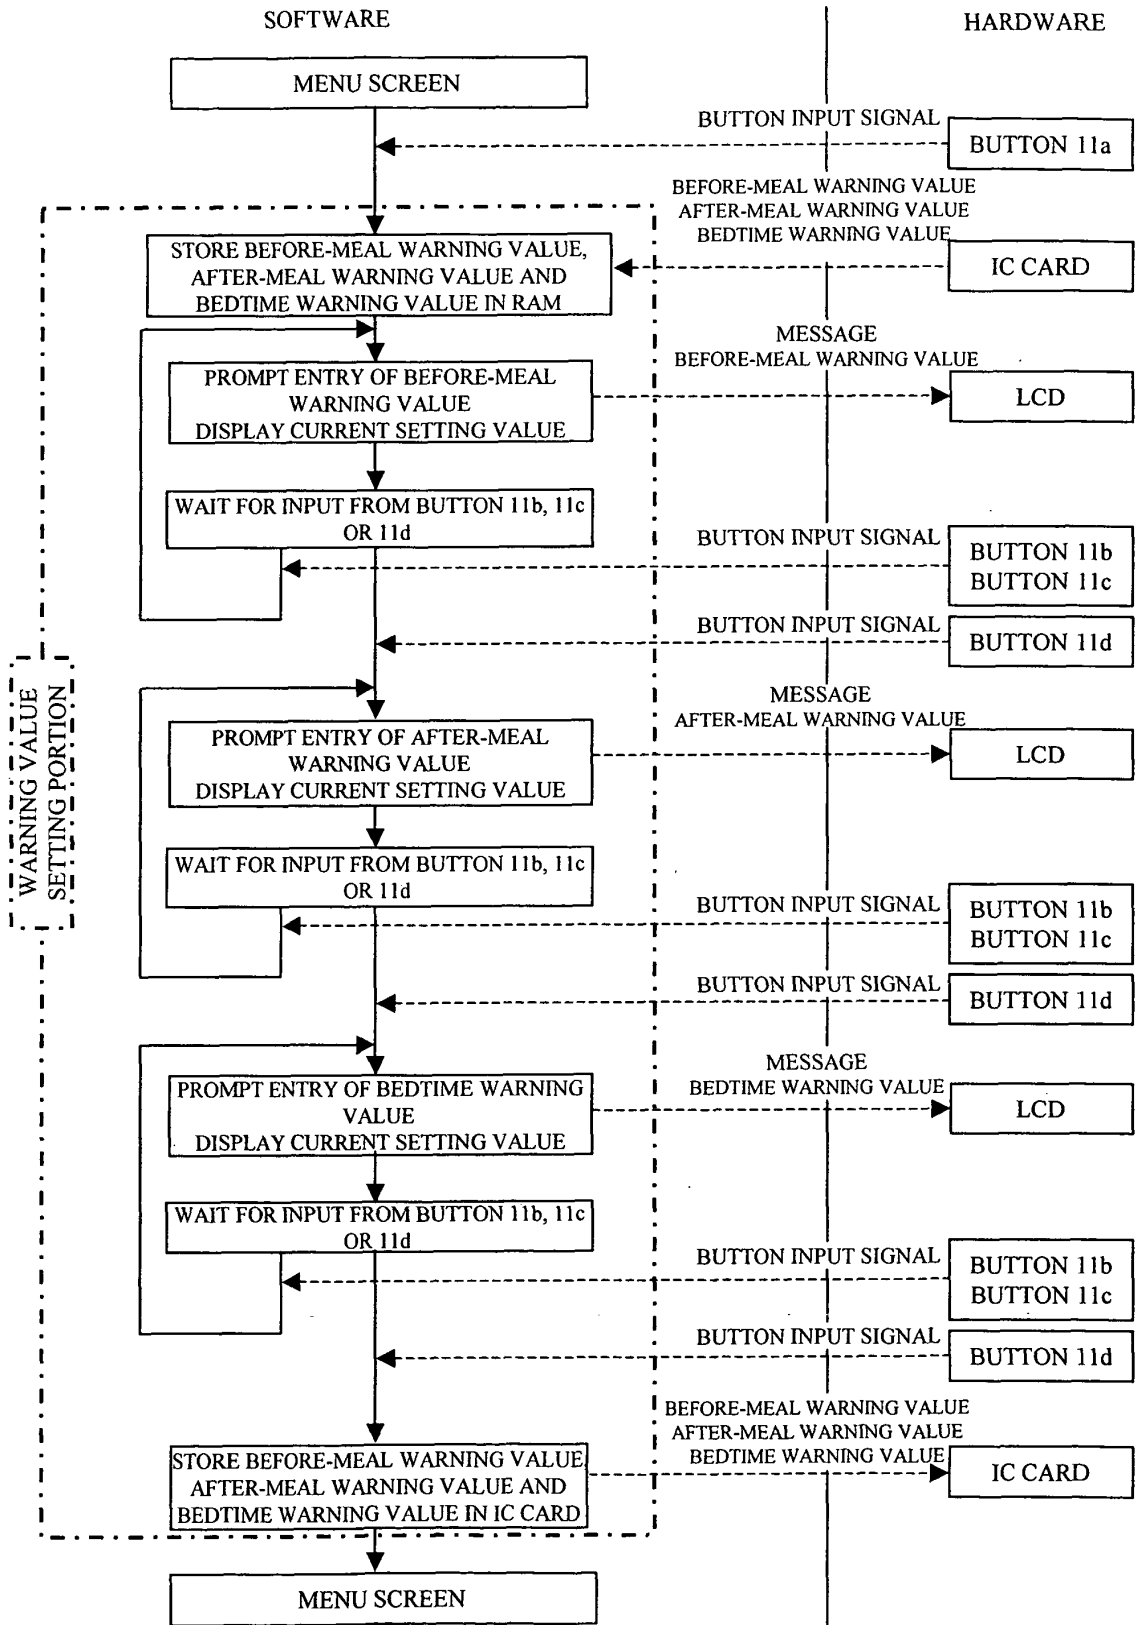 SOFTWARE
HARDWARE
MENU SCREEN
BUTTON INPUT SIGNAL
BUTTON 11a
BEFORE-MEAL WARNING VALUE
AFTER-MEAL WARNING VALUE
BEDTIME WARNING VALUE
IC CARD
STORE BEFORE-MEAL WARNING VALUE,
AFTER-MEAL WARNING VALUE AND
BEDTIME WARNING VALUE IN RAM
MESSAGE
BEFORE-MEAL WARNING VALUE
LCD
PROMPT ENTRY OF BEFORE-MEAL
WARNING VALUE
DISPLAY CURRENT SETTING VALUE
WAIT FOR INPUT FROM BUTTON 11b, 11c
OR 11d
BUTTON INPUT SIGNAL
BUTTON 11b
BUTTON 11c
BUTTON INPUT SIGNAL
BUTTON 11d
WARNING VALUE
SETTING PORTION
MESSAGE
AFTER-MEAL WARNING VALUE
LCD
PROMPT ENTRY OF AFTER-MEAL
WARNING VALUE
DISPLAY CURRENT SETTING VALUE
WAIT FOR INPUT FROM BUTTON 11b, 11c
OR 11d
BUTTON INPUT SIGNAL
BUTTON 11b
BUTTON 11c
BUTTON INPUT SIGNAL
BUTTON 11d
MESSAGE
BEDTIME WARNING VALUE
LCD
PROMPT ENTRY OF BEDTIME WARNING
VALUE
DISPLAY CURRENT SETTING VALUE
WAIT FOR INPUT FROM BUTTON 11b, 11c
OR 11d
BUTTON INPUT SIGNAL
BUTTON 11b
BUTTON 11c
BUTTON INPUT SIGNAL
BUTTON 11d
BEFORE-MEAL WARNING VALUE
AFTER-MEAL WARNING VALUE
BEDTIME WARNING VALUE
IC CARD
STORE BEFORE-MEAL WARNING VALUE,
AFTER-MEAL WARNING VALUE AND
BEDTIME WARNING VALUE IN IC CARD
MENU SCREEN